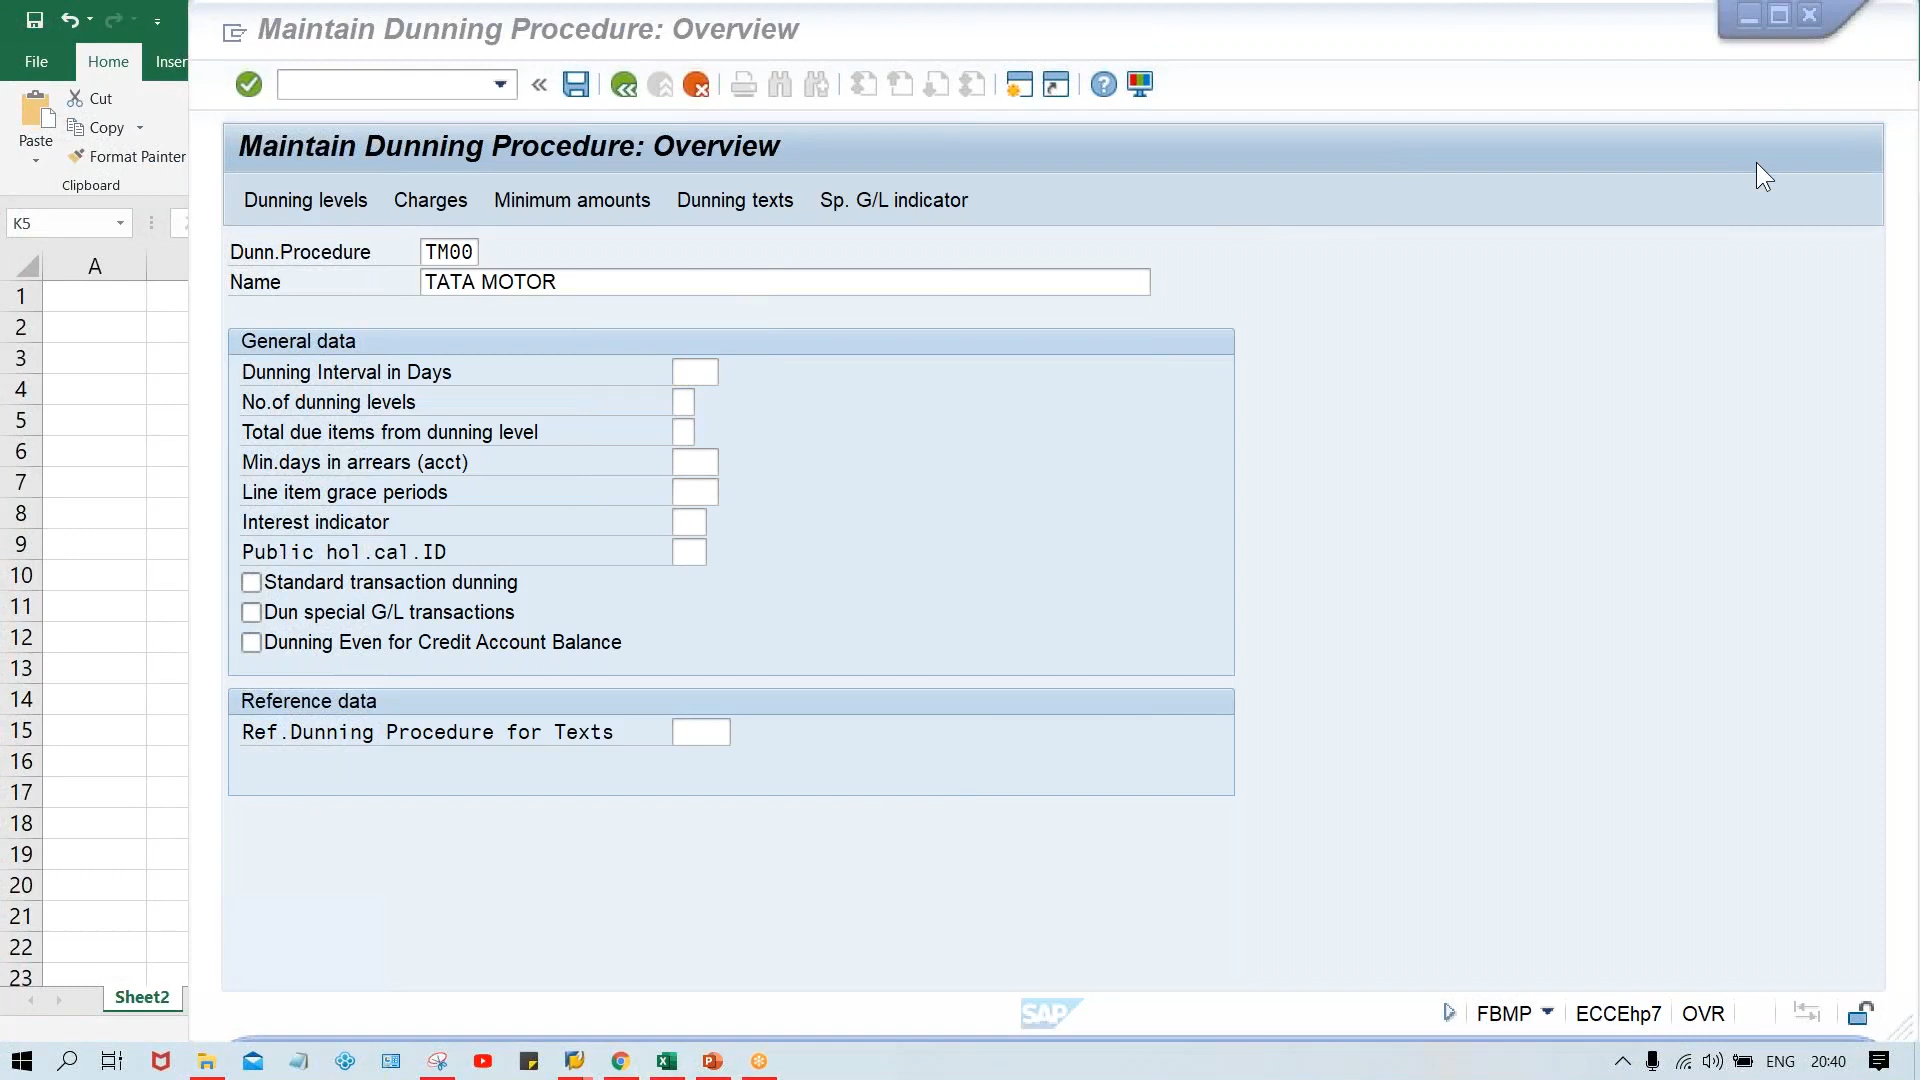 Maintain Dunning Procedure: Overview
File Home Inser
Cut
Copy
Paste
Format Painter
Clipboard
Maintain Dunning Procedure: Overview
Dunning levels Charges Minimum amounts Dunning texts Sp. G/L indicator
K5
Dunn.Procedure TM00
Name TATA MOTOR
A
General data
Dunning Interval in Days
No.of dunning levels
Total due items from dunning level
Min.days in arrears (acct)
Line item grace periods
Interest indicator
Public hol.cal.ID
Standard transaction dunning
Dun special G/L transactions
Dunning Even for Credit Account Balance
Reference data
Ref.Dunning Procedure for Texts
1
2
3
4
5
6
7
8
9
10
11
12
13
14
15
16
17
18
19
20
21
22
23
Sheet2
SAP
FBMP ECCEhp7 OVR
ENG 20:40